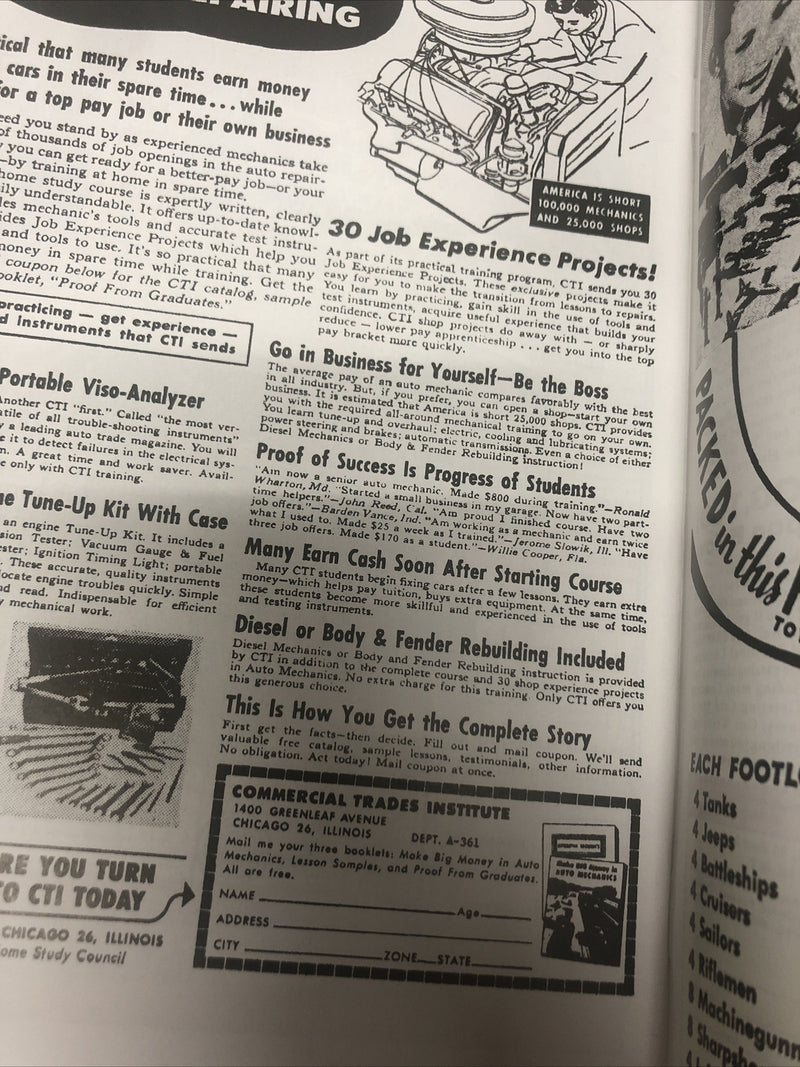 PAIRING
ical that many students earn money
cars in their spare time...while
or a top pay job or their own business
eed you stand by as experienced mechanics take
of thousands of job openings in the auto repair-
you can get ready for a better-pay job—or your
—by training at home in spare time.
home study course is expertly written, clearly
ily understandable. It offers up-to-date knowl-
les mechanic's tools and accurate test instru-
ides Job Experience Projects which help you
and tools to use. It's so practical that many
money in spare time while training. Get the
coupon below for the CTI catalog, sample
booklet, "Proof From Graduates."
practicing — get experience —
d instruments that CTI sends
Portable Viso-Analyzer
Another CTI "first." Called "the most ver-
atile of all trouble-shooting instruments"
y a leading auto trade magazine. You will
e it to detect failures in the electrical sys-
m. A great time and work saver. Avail-
e only with CTI training.
ne Tune-Up Kit With Case
an engine Tune-Up Kit. It includes a
sion Tester; Vacuum Gauge & Fuel
ester; Ignition Timing Light; portable
. These accurate, quality instruments
locate engine troubles quickly. Simple
nd read. Indispensable for efficient
y mechanical work.
RE YOU TURN
TO CTI TODAY
CHICAGO 26, ILLINOIS
ome Study Council
AMERICA IS SHORT
100,000 MECHANICS
AND 25,000 SHOPS
30 Job Experience Projects!
As part of its practical training program, CTI sends you 30
Job Experience Projects. These exclusive projects make it
easy for you to make the transition from lessons to repairs.
You learn by practicing, gain skill in the use of tools and
test instruments, acquire useful experience that builds your
confidence. CTI shop projects do away with — or sharply
reduce — lower pay apprenticeship . . . get you into the top
pay bracket more quickly.
Go in Business for Yourself—Be the Boss
The average pay of an auto mechanic compares favorably with the best
in all industry. But, if you prefer, you can open a shop—start your own
business. It is estimated that America is short 25,000 shops. CTI provides
you with the required all-around mechanical training to go on your own.
You learn tune-up and overhaul; electric, cooling and lubricating systems;
power steering and brakes; automatic transmissions. Even a choice of either
Diesel Mechanics or Body & Fender Rebuilding instruction!
Proof of Success Is Progress of Students
"Am now a senior auto mechanic. Made $800 during training."—Ronald
Wharton, Md. "Started a small business in my garage. Now have two part-
time helpers."—John Reed, Cal. "Am proud I finished course. Have two
job offers."—Barden Vance, Ind. "Am working as a mechanic and earn twice
what I used to. Made $25 a week as I trained."—Jerome Slowik, Ill. "Have
three job offers. Made $170 as a student."—Willie Cooper, Fla.
Many Earn Cash Soon After Starting Course
Many CTI students begin fixing cars after a few lessons. They earn extra
money—which helps pay tuition, buys extra equipment. At the same time,
these students become more skillful and experienced in the use of tools
and testing instruments.
Diesel or Body & Fender Rebuilding Included
Diesel Mechanics or Body and Fender Rebuilding instruction is provided
by CTI in addition to the complete course and 30 shop experience projects
in Auto Mechanics. No extra charge for this training. Only CTI offers you
this generous choice.
This Is How You Get the Complete Story
First get the facts—then decide. Fill out and mail coupon. We'll send
valuable free catalog, sample lessons, testimonials, other information.
No obligation. Act today! Mail coupon at once.
COMMERCIAL TRADES INSTITUTE
1400 GREENLEAF AVENUE
CHICAGO 26, ILLINOIS DEPT. A-361
Mail me your three booklets: Make Big Money in Auto
Mechanics, Lesson Samples, and Proof From Graduates.
All are free.
NAME Age
ADDRESS
CITY ZONE STATE
Make BIG Money in
AUTO MECHANICS
PACKED in this
TO
EACH FOOTL
4 Tanks
4 Jeeps
4 Battleships
4 Cruisers
4 Sailors
4 Riflemen
8 Machinegunn
8 Sharpsh